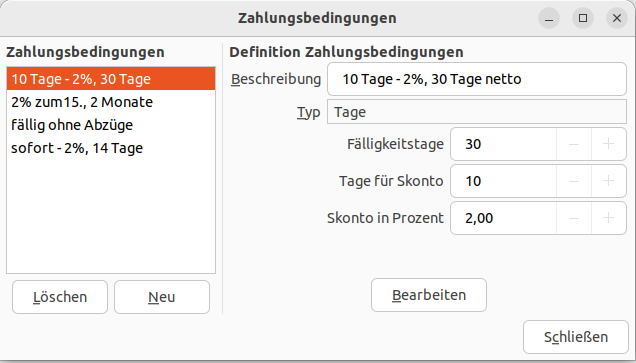 Zahlungsbedingungen
Zahlungsbedingungen
10 Tage - 2%, 30 Tage
2% zum15., 2 Monate
fällig ohne Abzüge
sofort - 2%, 14 Tage
Löschen
Neu
Definition Zahlungsbedingungen
Beschreibung 10 Tage - 2%, 30 Tage netto
Typ Tage
Fälligkeitstage 30
Tage für Skonto 10
Skonto in Prozent 2,00
Bearbeiten
Schließen